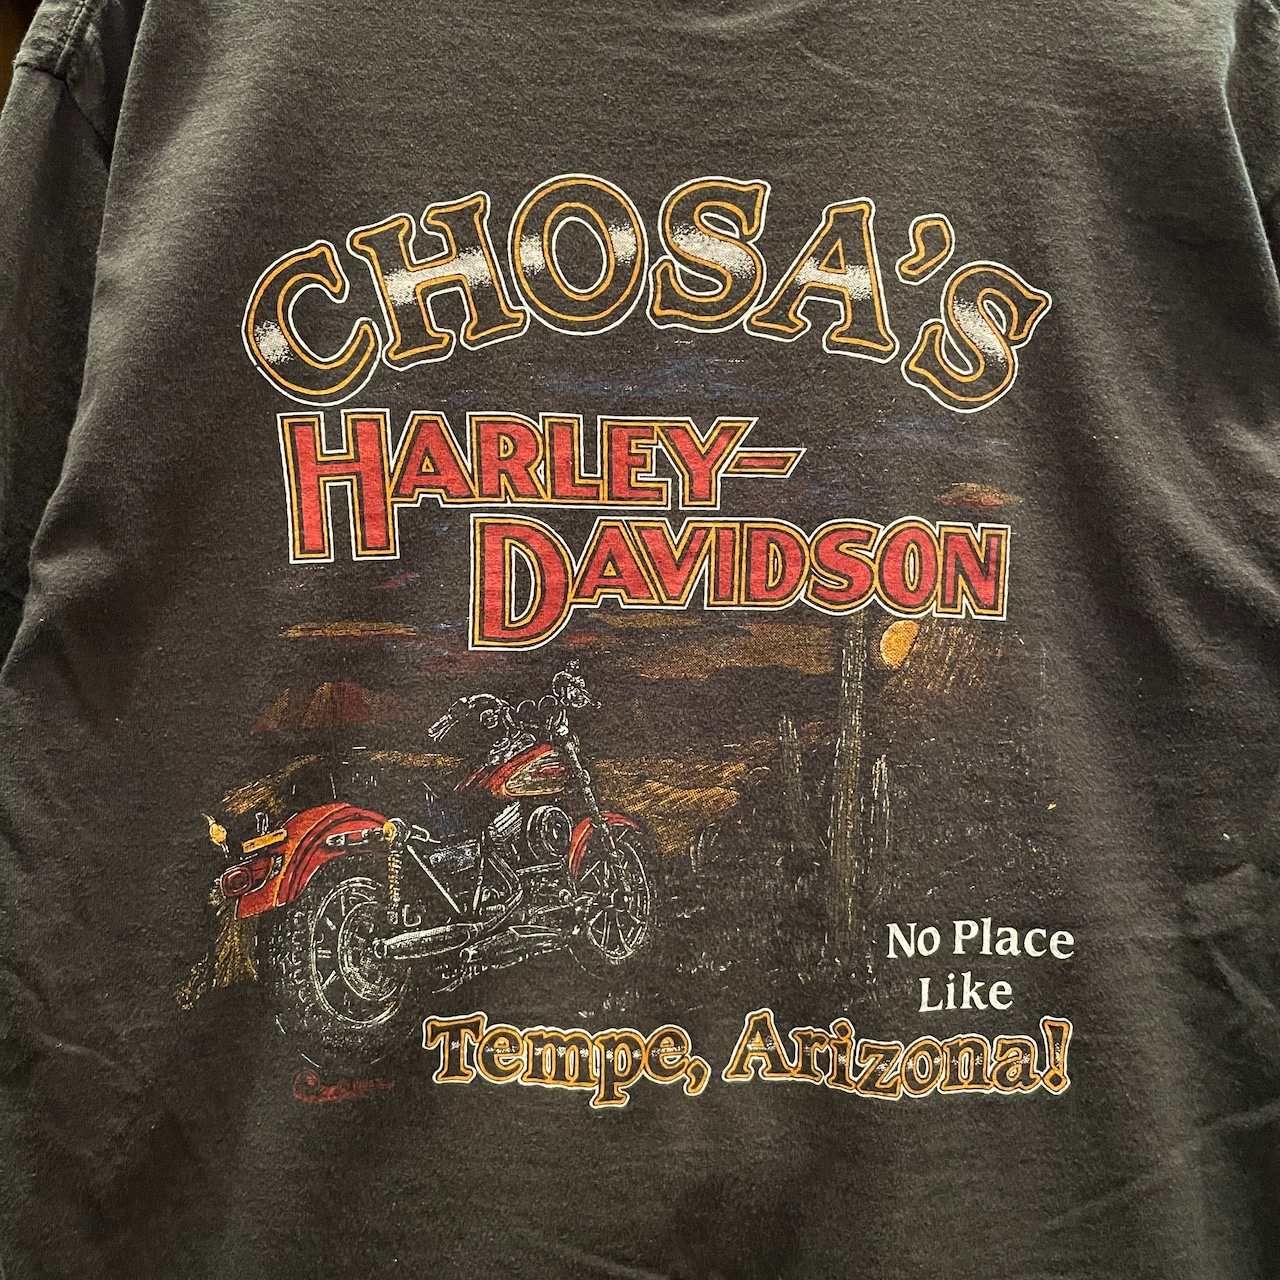 CHOSA'S
HARLEY-
DAVIDSON
No Place
Like
Tempe, Arizona!